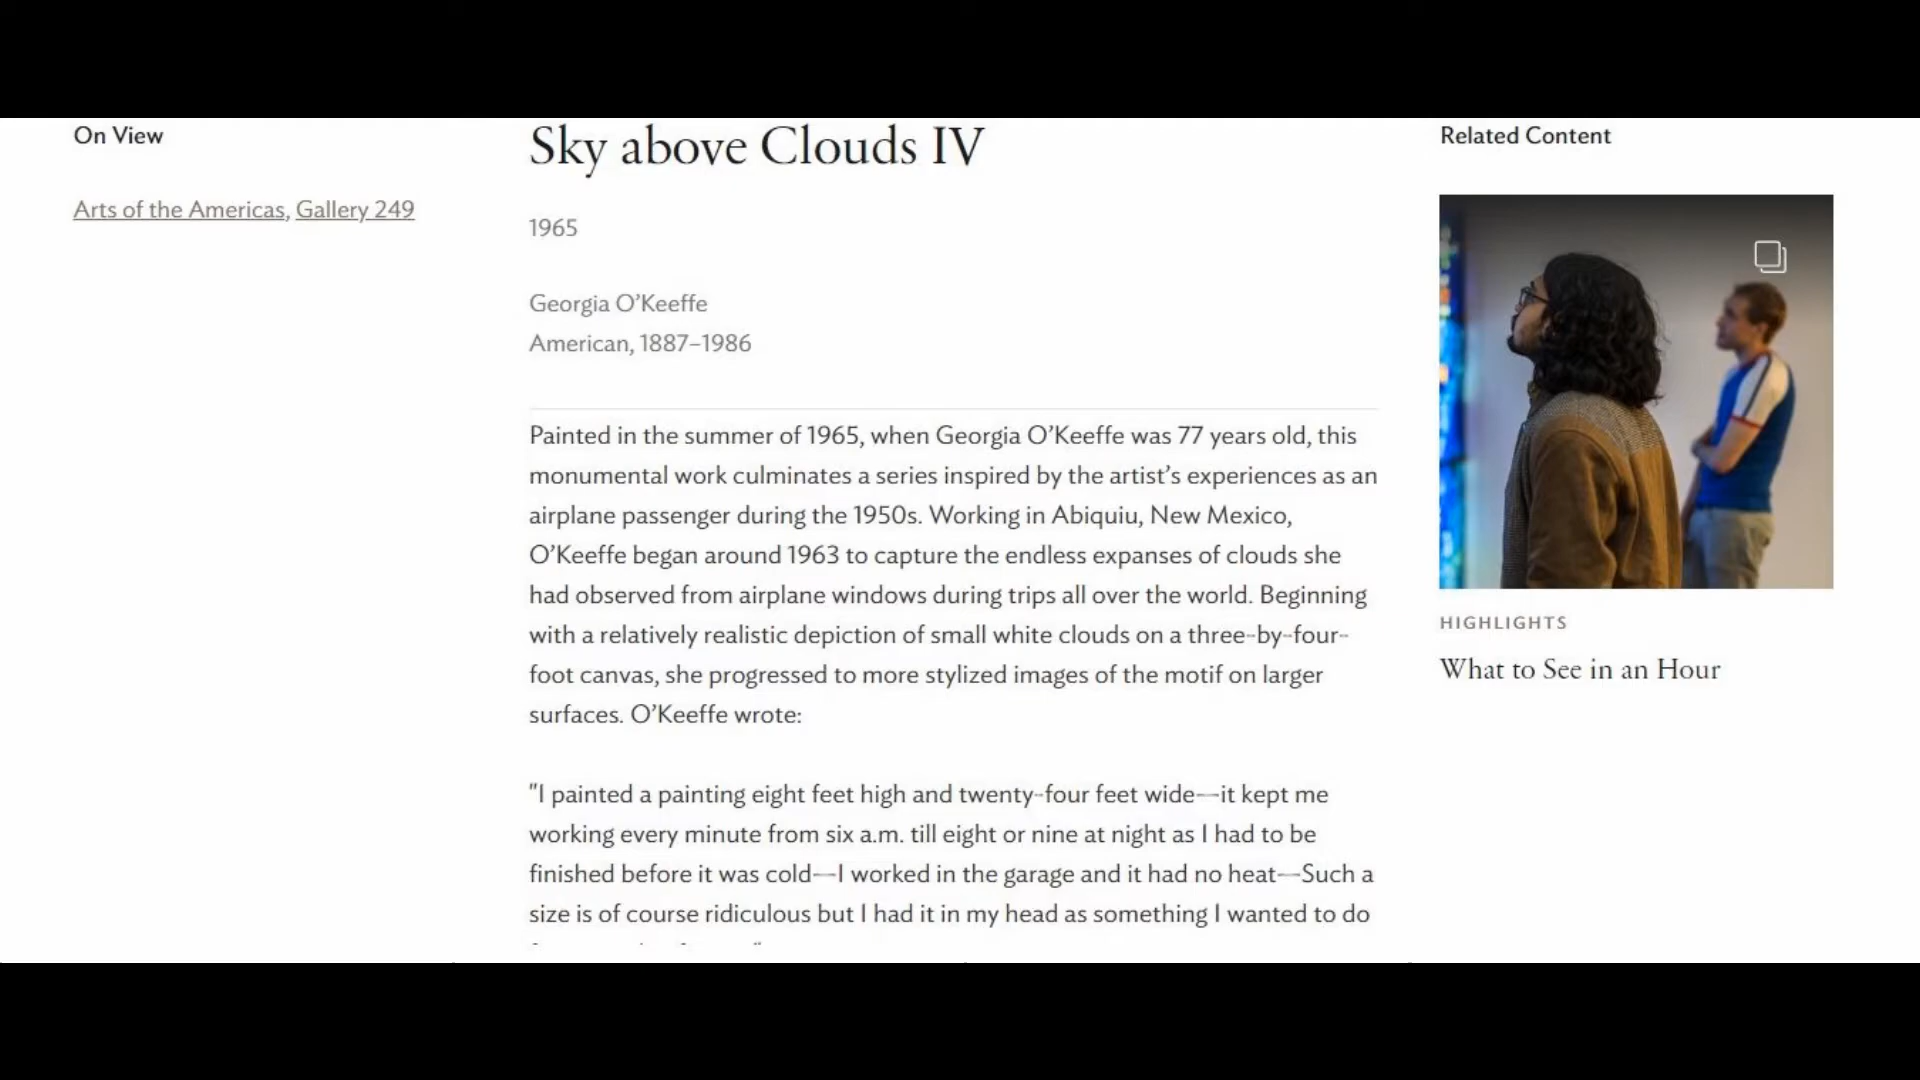 On View
Arts of the Americas, Gallery 249
Sky above Clouds IV
1965
Georgia O’Keeffe
American, 1887–1986
Painted in the summer of 1965, when Georgia O’Keeffe was 77 years old, this
monumental work culminates a series inspired by the artist’s experiences as an
airplane passenger during the 1950s. Working in Abiquiu, New Mexico,
O’Keeffe began around 1963 to capture the endless expanses of clouds she
had observed from airplane windows during trips all over the world. Beginning
with a relatively realistic depiction of small white clouds on a three-by-four-
foot canvas, she progressed to more stylized images of the motif on larger
surfaces. O’Keeffe wrote:
"I painted a painting eight feet high and twenty-four feet wide—it kept me
working every minute from six a.m. till eight or nine at night as I had to be
finished before it was cold—I worked in the garage and it had no heat—Such a
size is of course ridiculous but I had it in my head as something I wanted to do
Related Content
HIGHLIGHTS
What to See in an Hour